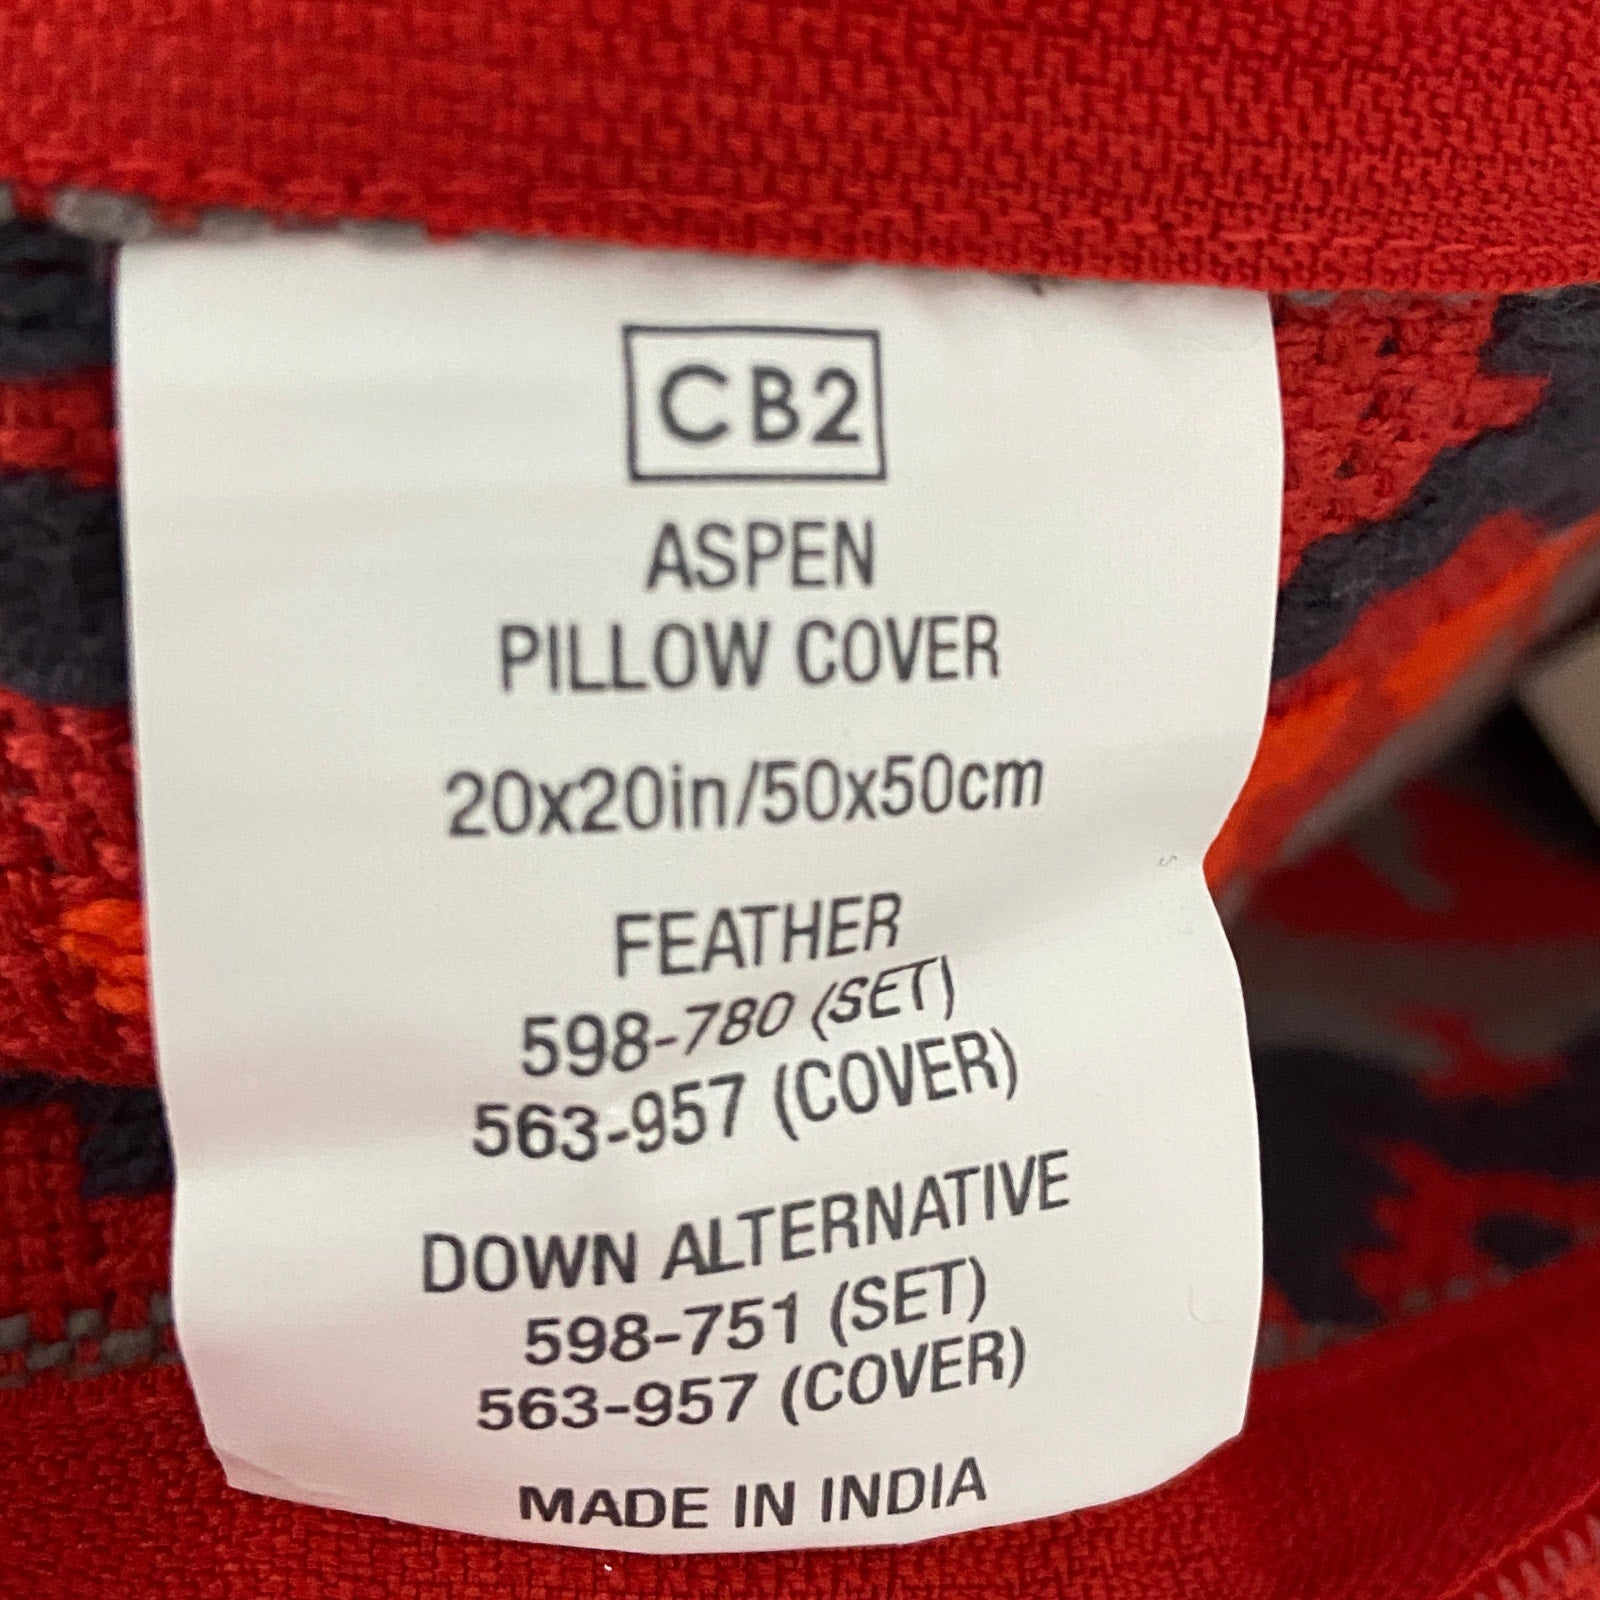 CB2
ASPEN
PILLOW COVER
20x20in/50x50cm
FEATHER
598-780 (SET)
563-957 (COVER)
DOWN ALTERNATIVE
598-751 (SET)
563-957 (COVER)
MADE IN INDIA